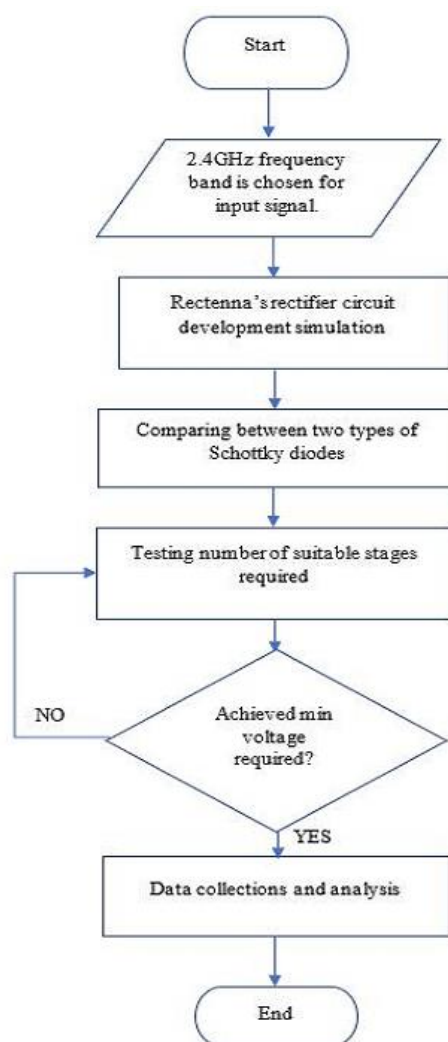 Start
2.4GHz frequency
band is chosen for
input signal.
Rectenna's rectifier circuit
development simulation
Comparing between two types of
Schottky diodes
Testing number of suitable stages
required
NO
Achieved min
voltage
required?
YES
Data collections and analysis
End